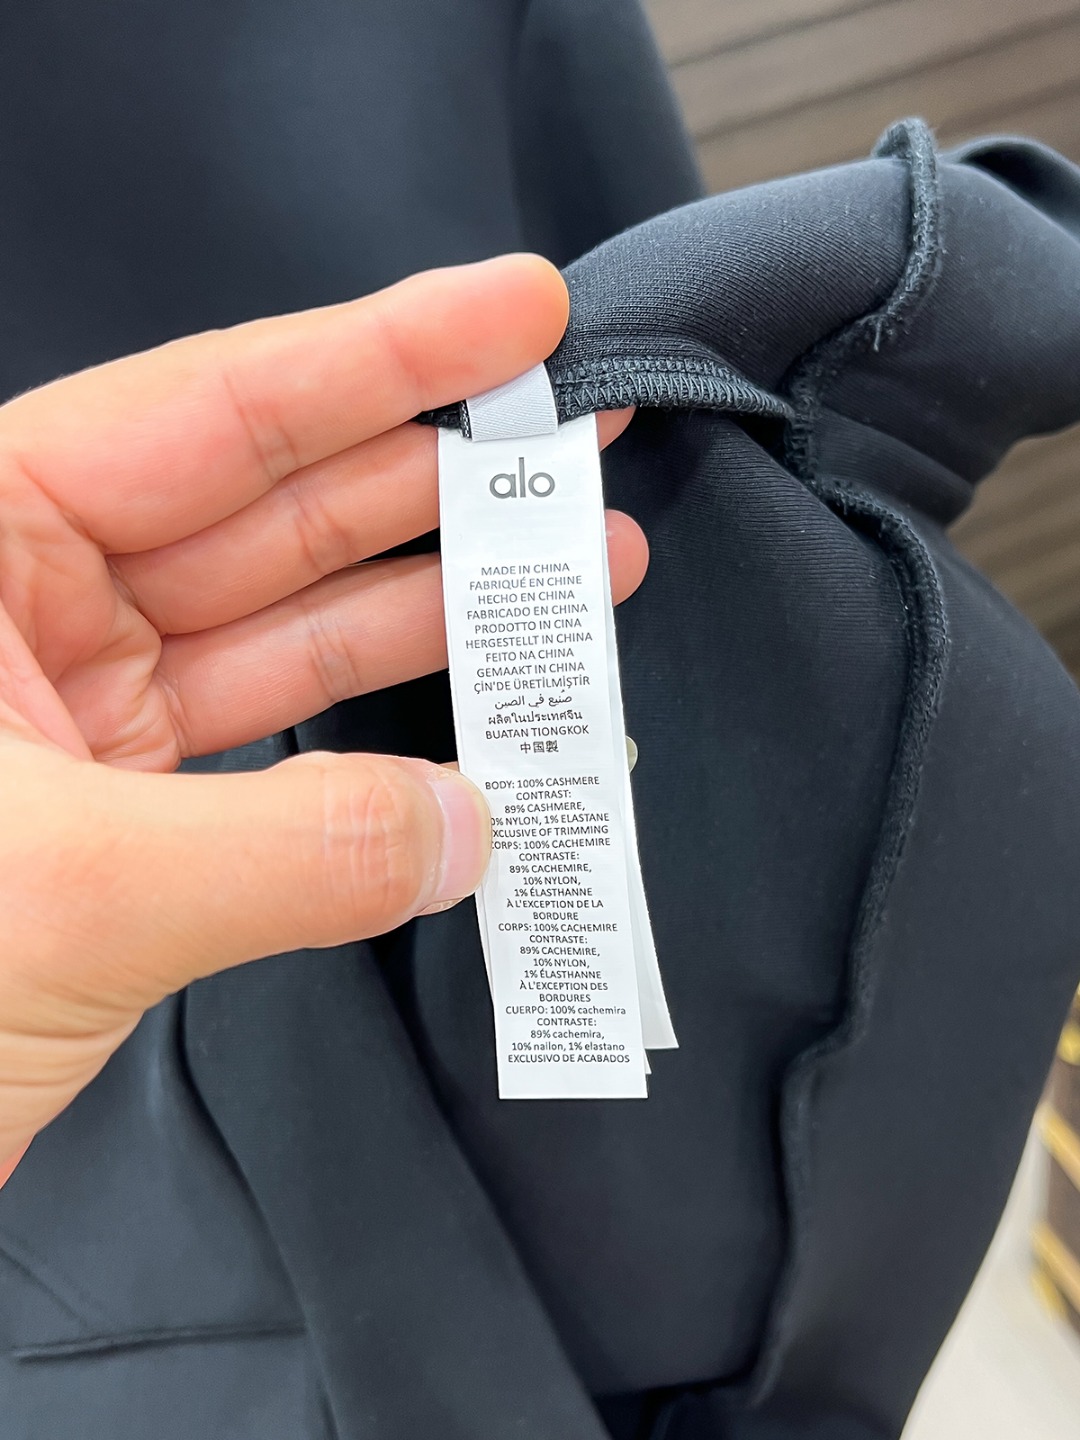 alo
MADE IN CHINA
FABRIQUÉ EN CHINE
HECHO EN CHINA
FABRICADO EN CHINA
PRODOTTO IN CINA
HERGESTELLT IN CHINA
FEITO NA CHINA
GEMAAKT IN CHINA
ÇİN'DE ÜRETİLMİŞTİR
صُنِع في الصين
ผลิตในประเทศจีน
BUATAN TIONGKOK
中国製
BODY: 100% CASHMERE
CONTRAST:
89% CASHMERE,
0% NYLON, 1% ELASTANE
XCLUSIVE OF TRIMMING
CORPS: 100% CACHEMIRE
CONTRASTE:
89% CACHEMIRE,
10% NYLON,
1% ÉLASTHANNE
À L'EXCEPTION DE LA
BORDURE
CORPS: 100% CACHEMIRE
CONTRASTE:
89% CACHEMIRE,
10% NYLON,
1% ÉLASTHANNE
À L'EXCEPTION DES
BORDURES
CUERPO: 100% cachemira
CONTRASTE:
89% cachemira,
10% nailon, 1% elastano
EXCLUSIVO DE ACABADOS